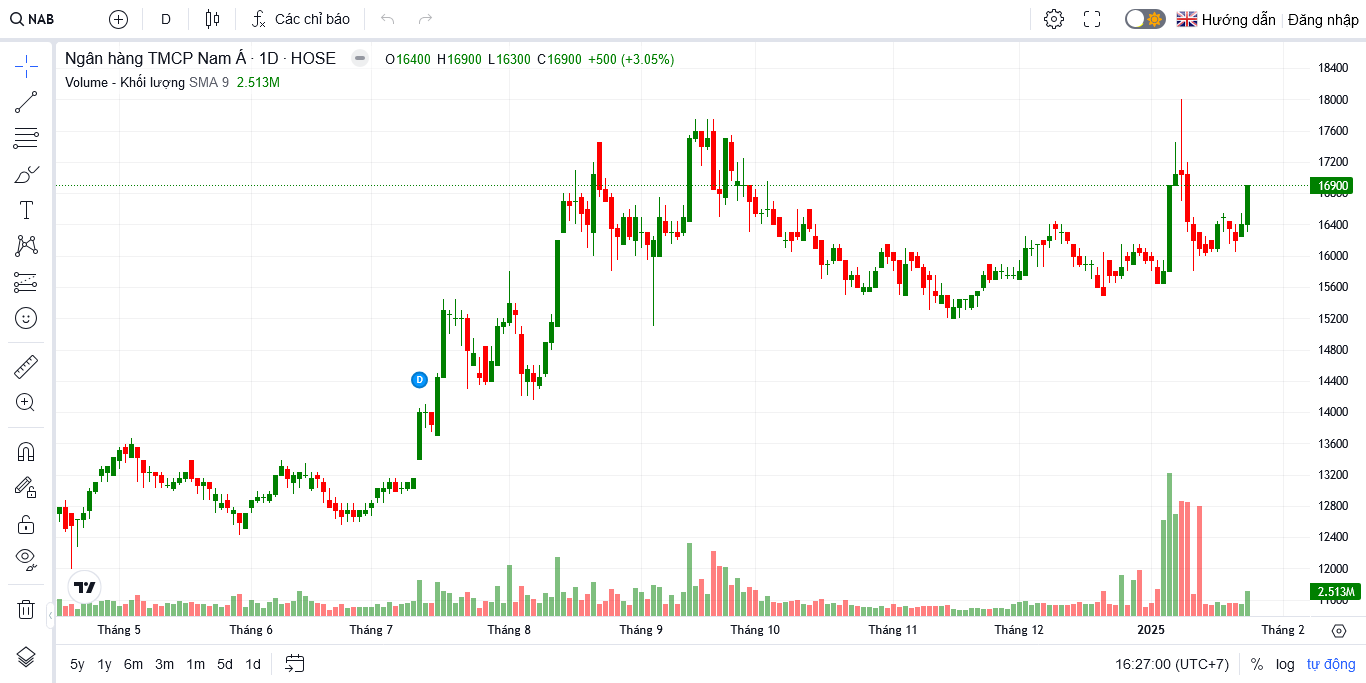 NAB D Các chỉ báo Hướng dẫn Đăng nhập
Ngân hàng TMCP Nam Á · 1D · HOSE O16400 H16900 L16300 C16900 +500 (+3.05%)
Volume - Khối lượng SMA 9 2.513M
18400
18000
17600
17200
16900
16400
16000
15600
15200
14800
14400
D
14000
13600
13200
12800
12400
12000
2.513M
Tháng 5 Tháng 6 Tháng 7 Tháng 8 Tháng 9 Tháng 10 Tháng 11 Tháng 12 2025 Tháng 2
5y 1y 6m 3m 1m 5d 1d 16:27:00 (UTC+7) % log tự động